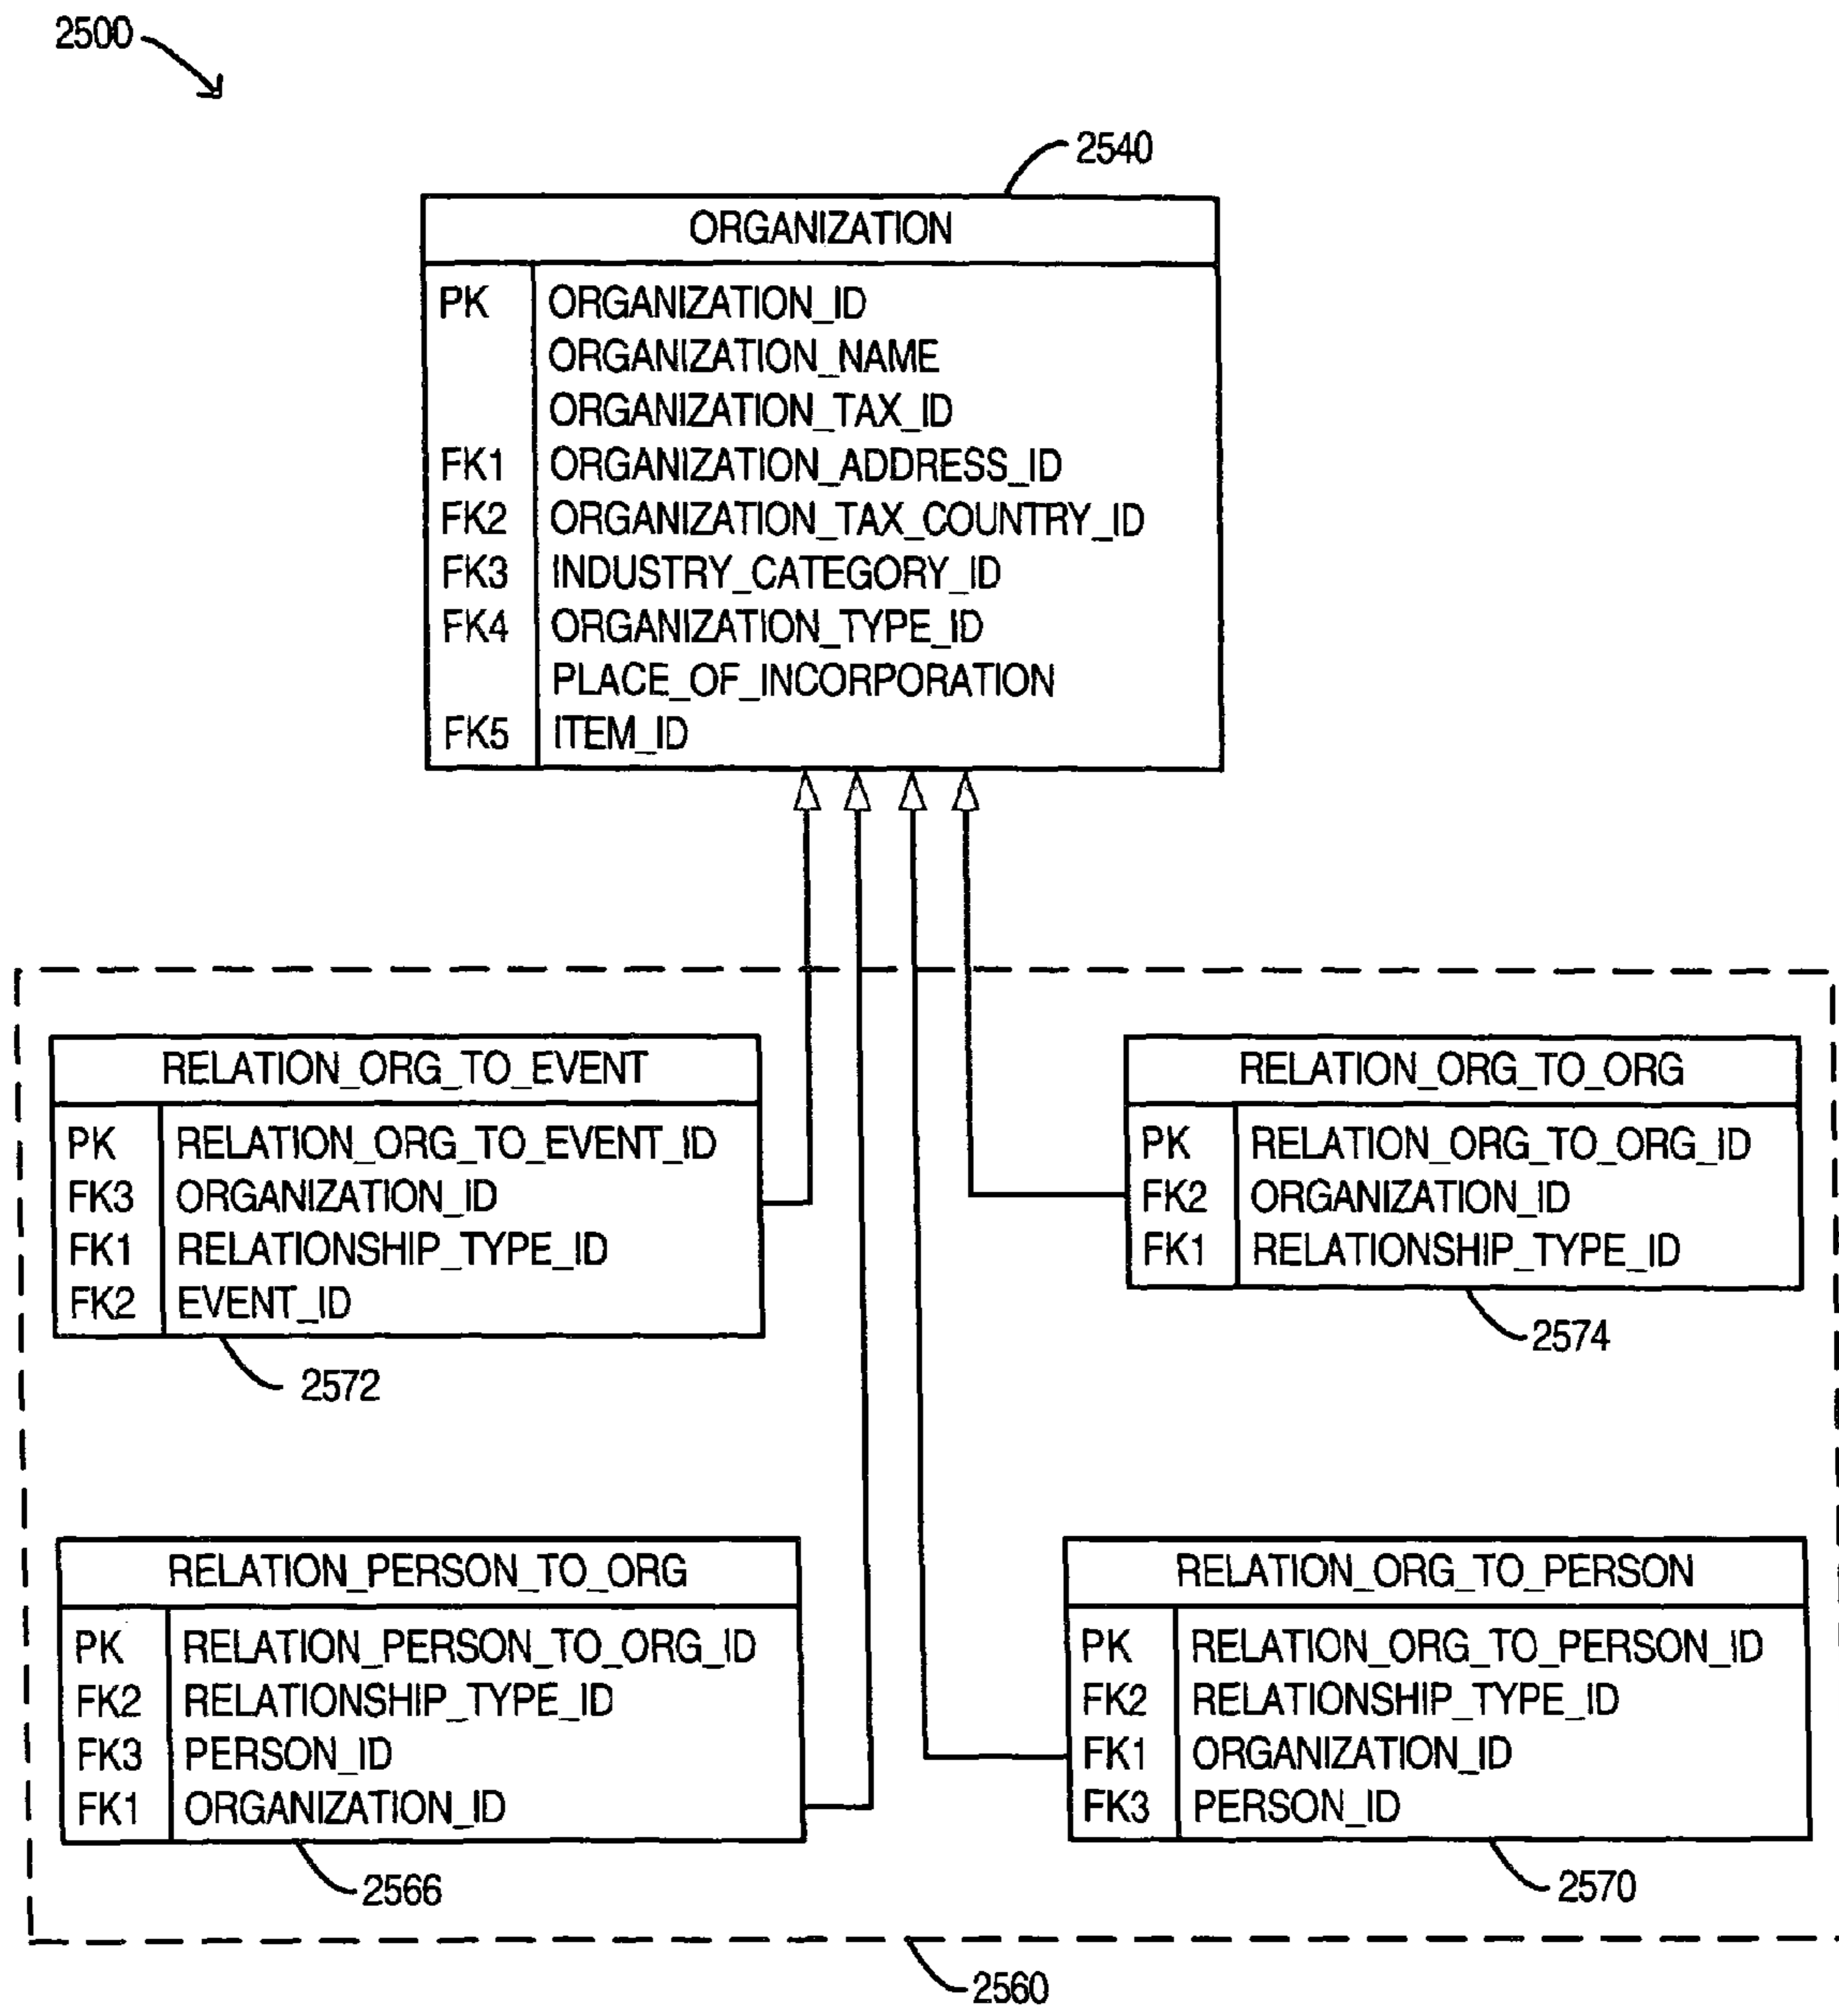 2500
2540
ORGANIZATION
PK ORGANIZATION_ID
ORGANIZATION_NAME
ORGANIZATION_TAX_ID
FK1 ORGANIZATION_ADDRESS_ID
FK2 ORGANIZATION_TAX_COUNTRY_ID
FK3 INDUSTRY_CATEGORY_ID
FK4 ORGANIZATION_TYPE_ID
PLACE_OF_INCORPORATION
FK5 ITEM_ID
RELATION_ORG_TO_EVENT
PK RELATION_ORG_TO_EVENT_ID
FK3 ORGANIZATION_ID
FK1 RELATIONSHIP_TYPE_ID
FK2 EVENT_ID
2572
RELATION_ORG_TO_ORG
PK RELATION_ORG_TO_ORG_ID
FK2 ORGANIZATION_ID
FK1 RELATIONSHIP_TYPE_ID
2574
RELATION_PERSON_TO_ORG
PK RELATION_PERSON_TO_ORG_ID
FK2 RELATIONSHIP_TYPE_ID
FK3 PERSON_ID
FK1 ORGANIZATION_ID
2566
RELATION_ORG_TO_PERSON
PK RELATION_ORG_TO_PERSON_ID
FK2 RELATIONSHIP_TYPE_ID
FK1 ORGANIZATION_ID
FK3 PERSON_ID
2570
2560